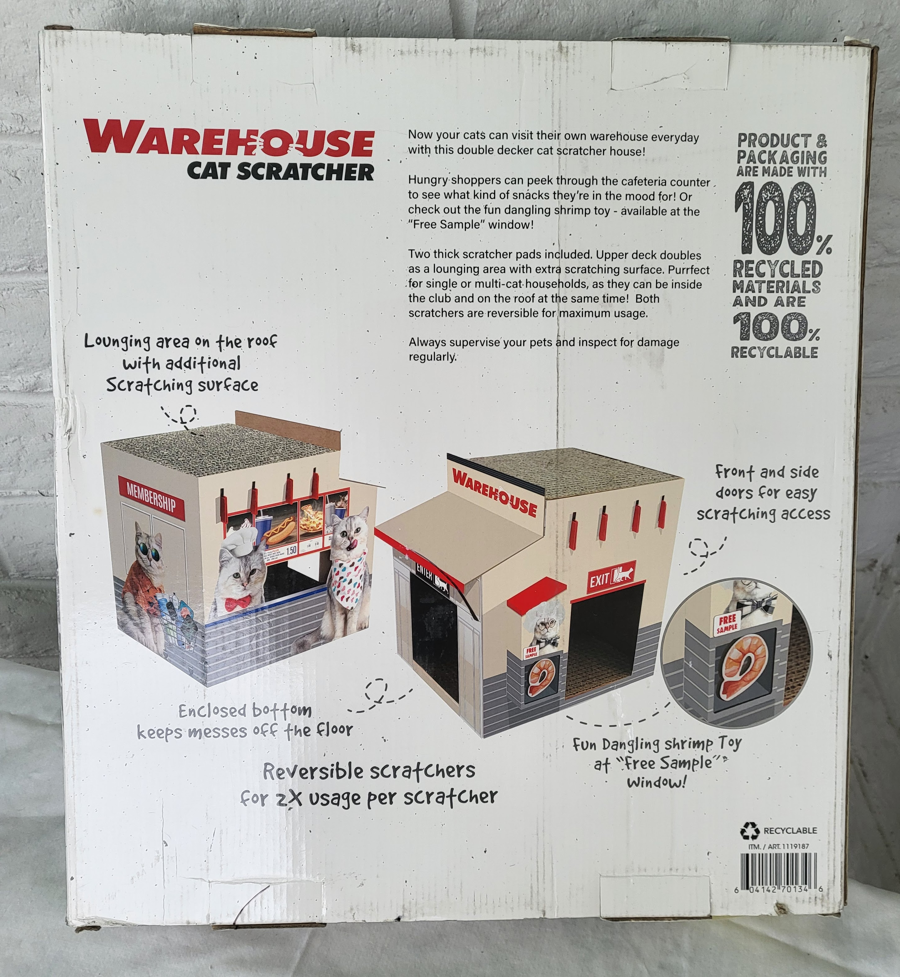 WAREHOUSE
CAT SCRATCHER
Now your cats can visit their own warehouse everyday
with this double decker cat scratcher house!
Hungry shoppers can peek through the cafeteria counter
to see what kind of snacks they're in the mood for! Or
check out the fun dangling shrimp toy - available at the
"Free Sample" window!
Two thick scratcher pads included. Upper deck doubles
as a lounging area with extra scratching surface. Purrfect
for single or multi-cat households, as they can be inside
the club and on the roof at the same time! Both
scratchers are reversible for maximum usage.
Always supervise your pets and inspect for damage
regularly.
PRODUCT &
PACKAGING
ARE MADE WITH
100%
RECYCLED
MATERIALS
AND ARE
100%
RECYCLABLE
Lounging area on the roof
with additional
Scratching surface
MEMBERSHIP
1.50
WAREHOUSE
ENTER
EXIT
FREE
SAMPLE
Front and side
doors for easy
scratching access
FREE
SAMPLE
Enclosed bottom
keeps messes off the floor
Reversible scratchers
for 2X usage per scratcher
Fun Dangling shrimp Toy
at "Free Sample"
window!
RECYCLABLE
ITM. / ART. 1119187
6 04142 70134 6